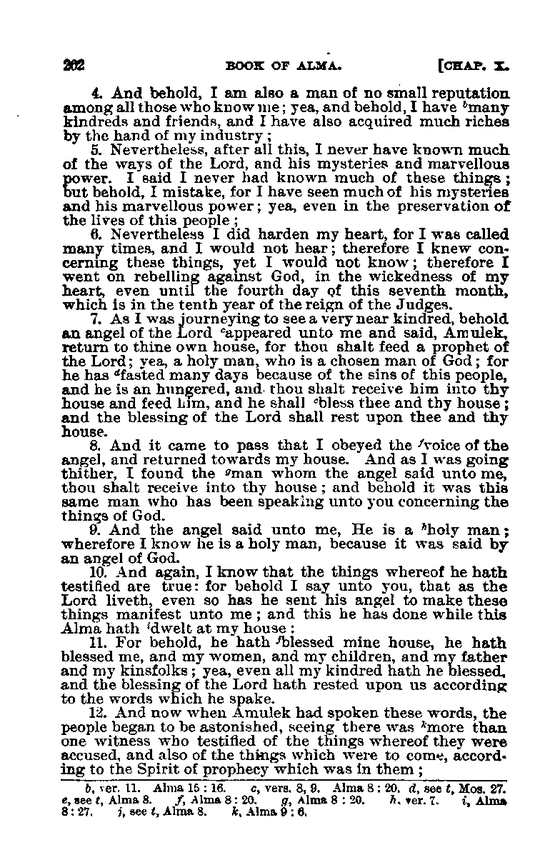 202 BOOK OF ALMA. [CHAP. X.
4. And behold, I am also a man of no small reputation
among all those who know me; yea, and behold, I have ᵇmany
kindreds and friends, and I have also acquired much riches
by the hand of my industry;
5. Nevertheless, after all this, I never have known much
of the ways of the Lord, and his mysteries and marvellous
power. I said I never had known much of these things;
but behold, I mistake, for I have seen much of his mysteries
and his marvellous power; yea, even in the preservation of
the lives of this people;
6. Nevertheless I did harden my heart, for I was called
many times, and I would not hear; therefore I knew con-
cerning these things, yet I would not know; therefore I
went on rebelling against God, in the wickedness of my
heart, even until the fourth day of this seventh month,
which is in the tenth year of the reign of the Judges.
7. As I was journeying to see a very near kindred, behold
an angel of the Lord ᶜappeared unto me and said, Amulek,
return to thine own house, for thou shalt feed a prophet of
the Lord; yea, a holy man, who is a chosen man of God; for
he has ᵈfasted many days because of the sins of this people,
and he is an hungered, and thou shalt receive him into thy
house and feed him, and he shall ᵉbless thee and thy house;
and the blessing of the Lord shall rest upon thee and thy
house.
8. And it came to pass that I obeyed the ᶠvoice of the
angel, and returned towards my house. And as I was going
thither, I found the ᵍman whom the angel said unto me,
thou shalt receive into thy house; and behold it was this
same man who has been speaking unto you concerning the
things of God.
9. And the angel said unto me, He is a ʰholy man;
wherefore I know he is a holy man, because it was said by
an angel of God.
10. And again, I know that the things whereof he hath
testified are true: for behold I say unto you, that as the
Lord liveth, even so has he sent his angel to make these
things manifest unto me; and this he has done while this
Alma hath ⁱdwelt at my house:
11. For behold, he hath ʲblessed mine house, he hath
blessed me, and my women, and my children, and my father
and my kinsfolks; yea, even all my kindred hath he blessed,
and the blessing of the Lord hath rested upon us according
to the words which he spake.
12. And now when Amulek had spoken these words, the
people began to be astonished, seeing there was ᵏmore than
one witness who testified of the things whereof they were
accused, and also of the things which were to come, accord-
ing to the Spirit of prophecy which was in them;
b, ver. 11. Alma 15:16. c, vers. 8, 9. Alma 8:20. d, see t, Mos. 27.
e, see t, Alma 8. f, Alma 8:20. g, Alma 8:20. h, ver. 7. i, Alma
8:27. j, see t, Alma 8. k, Alma 9:6.